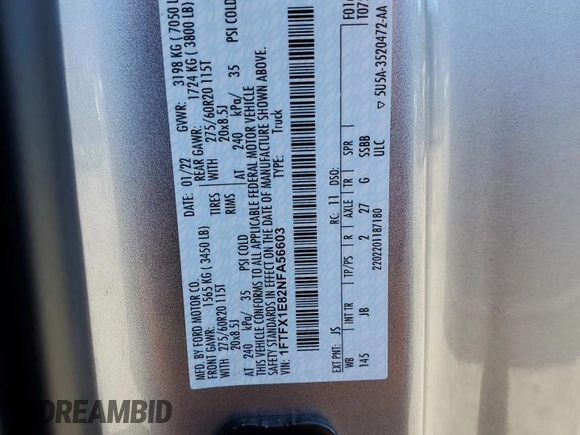 MFD. BY FORD MOTOR CO.
DATE: 01/22 GVWR: 3198 KG ( 7050 L
FRONT GAWR: 1565 KG ( 3450 LB) REAR GAWR: 1724 KG ( 3800 LB)
275/60R20 115T TIRES WITH 275/60R20 115T
20x8.5J RIMS 20x8.5J
AT 240 kPa/ 35 PSI COLD AT 240 kPa/ 35 PSI COLD
THIS VEHICLE CONFORMS TO ALL APPLICABLE FEDERAL MOTOR VEHICLE
SAFETY STANDARDS IN EFFECT ON THE DATE OF MANUFACTURE SHOWN ABOVE.
VIN: 1FTFX1E82NFA56603 TYPE: Truck
EXT PNT: JS RC: 11 DSO:
WB INT TR TP/PS R AXLE TR SPR
145 JB 2 27 G SSBB
2202201187180 ULC
▽ 5U5A-3520472-AA
DREAMBID